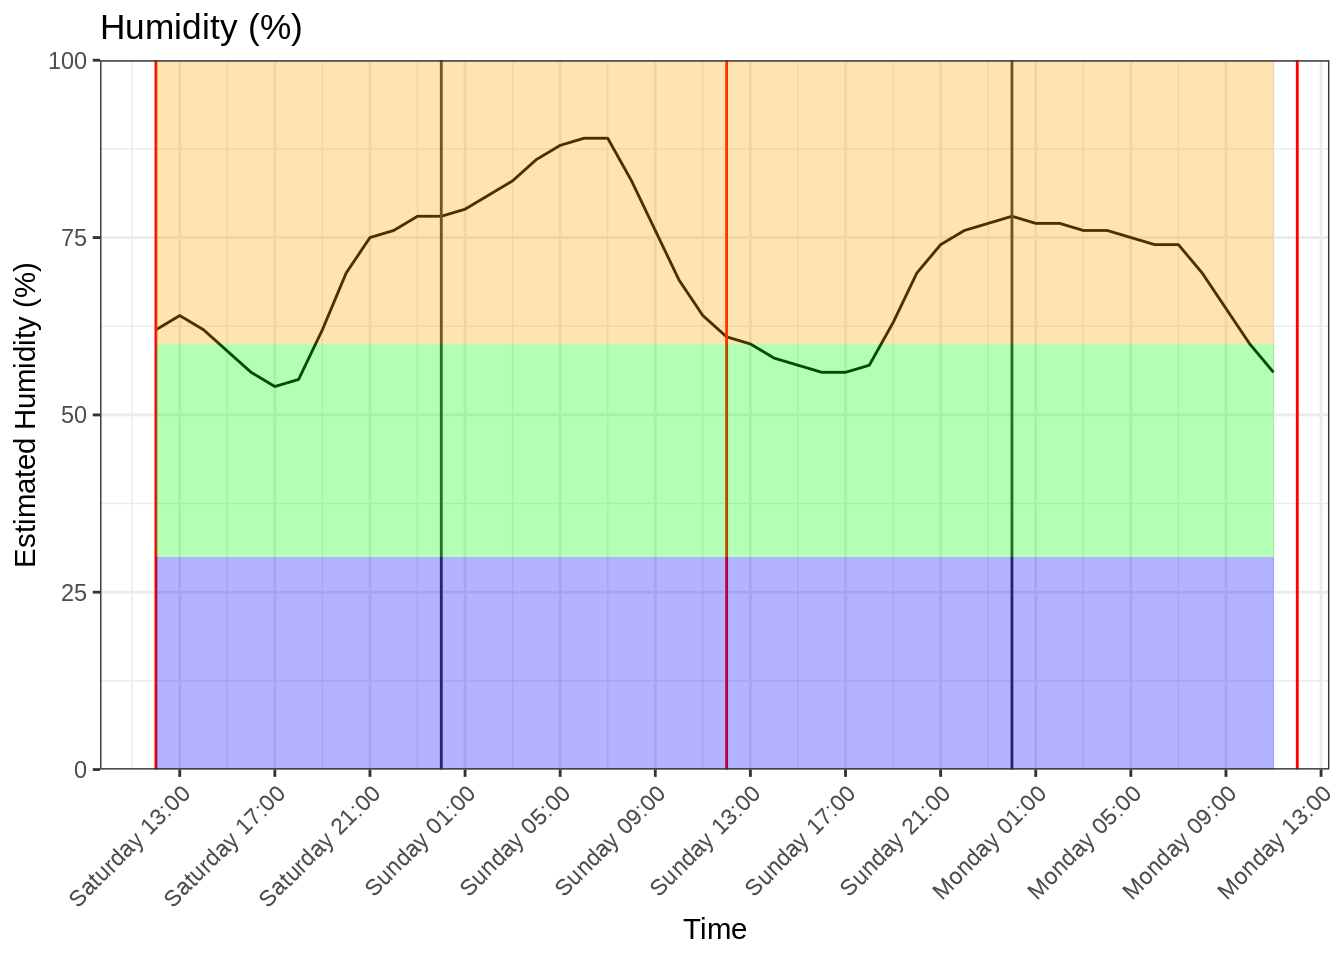 Humidity (%)
100
75
50
25
0
Estimated Humidity (%)
Saturday 13:00
Saturday 17:00
Saturday 21:00
Sunday 01:00
Sunday 05:00
Sunday 09:00
Sunday 13:00
Sunday 17:00
Sunday 21:00
Monday 01:00
Monday 05:00
Monday 09:00
Monday 13:00
Time